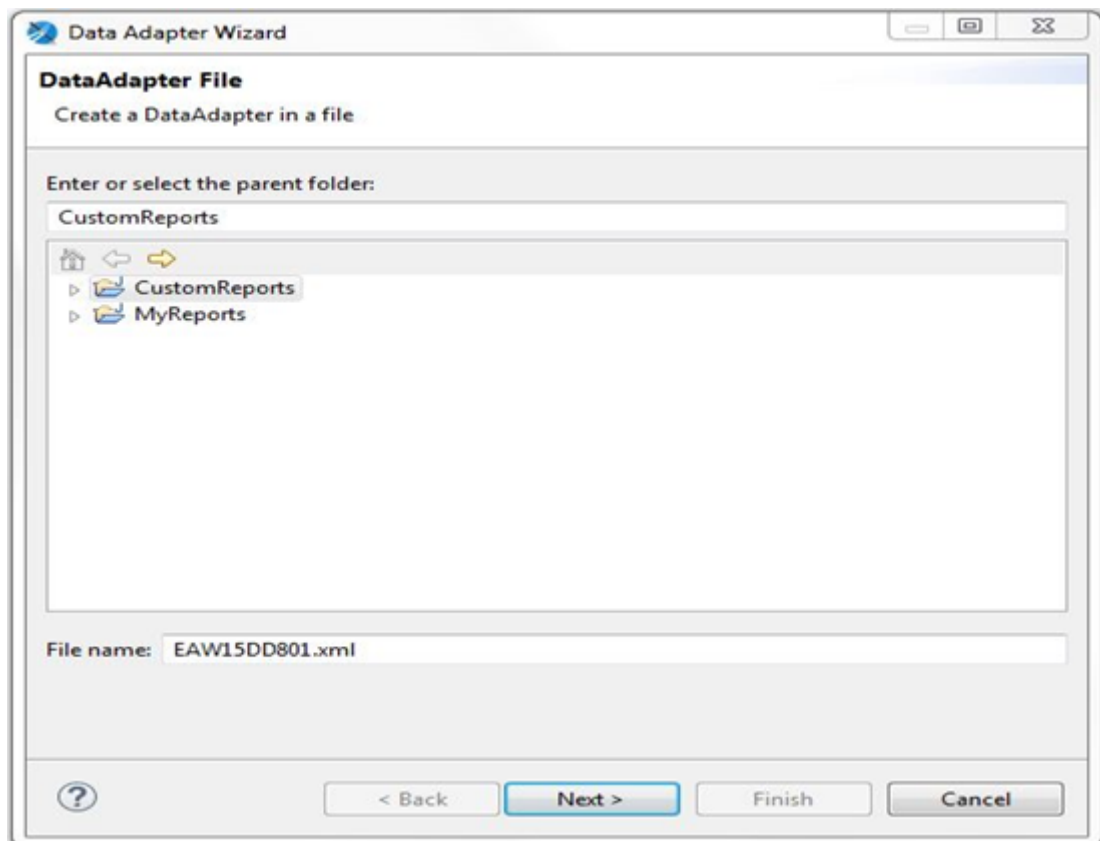 Data Adapter Wizard
DataAdapter File
Create a DataAdapter in a file
Enter or select the parent folder:
CustomReports
CustomReports
MyReports
File name: EAW15DD801.xml
? < Back Next > Finish Cancel